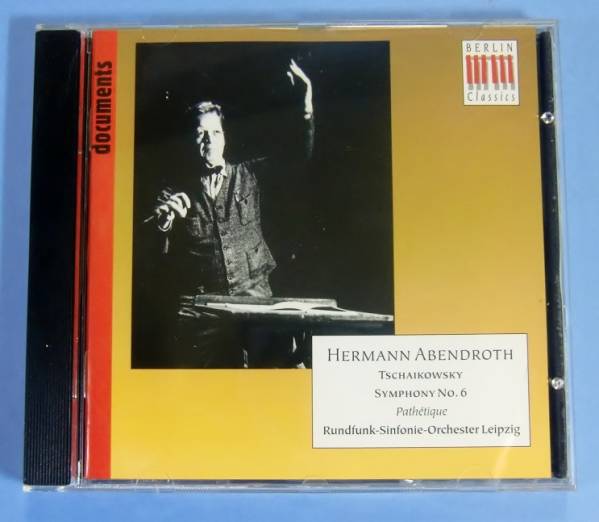 documents
BERLIN
Classics
HERMANN ABENDROTH
TSCHAIKOWSKY
SYMPHONY NO. 6
Pathétique
Rundfunk-Sinfonie-Orchester Leipzig